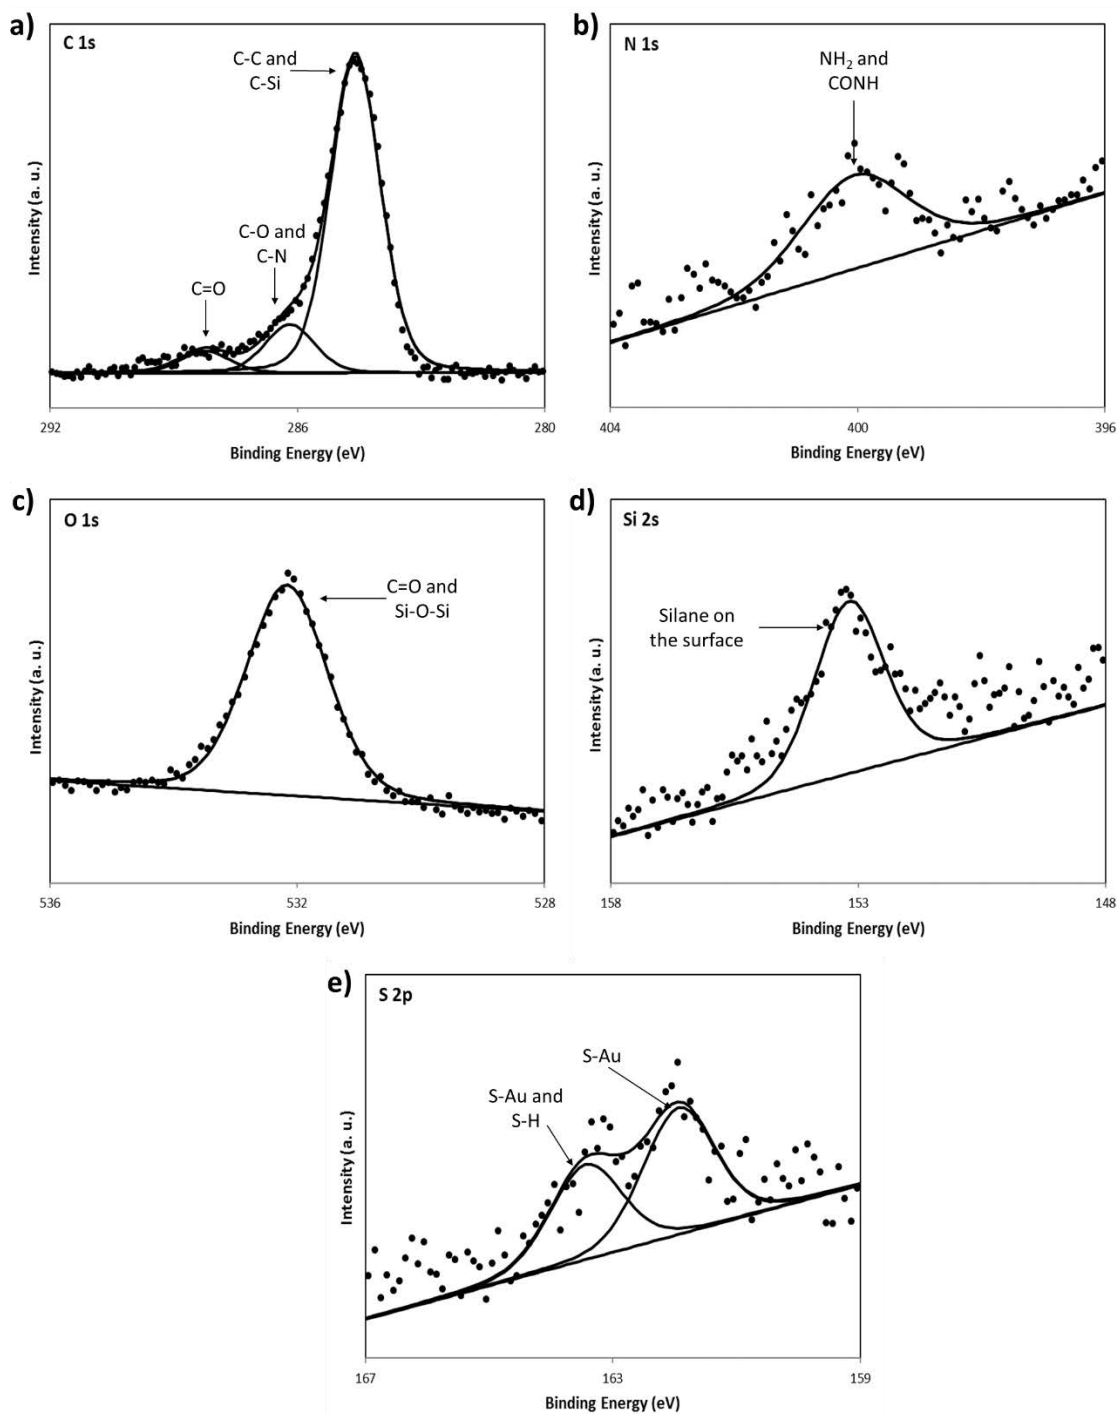 a)
C 1s
C-C and
C-Si
C-O and
C-N
C=O
Intensity (a. u.)
292
286
280
Binding Energy (eV)
b)
N 1s
NH₂ and
CONH
Intensity (a. u.)
404
400
396
Binding Energy (eV)
c)
O 1s
C=O and
Si-O-Si
Intensity (a. u.)
536
532
528
Binding Energy (eV)
d)
Si 2s
Silane on
the surface
Intensity (a. u.)
158
153
148
Binding Energy (eV)
e)
S 2p
S-Au
S-Au and
S-H
Intensity (a. u.)
167
163
159
Binding Energy (eV)